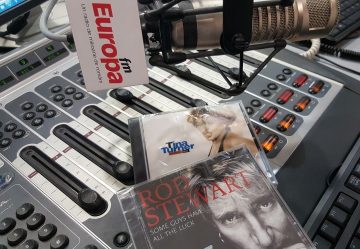 Europa
fm
Tina
Turner
ROD
STEWART
SOME GUYS HAVE
ALL THE LUCK